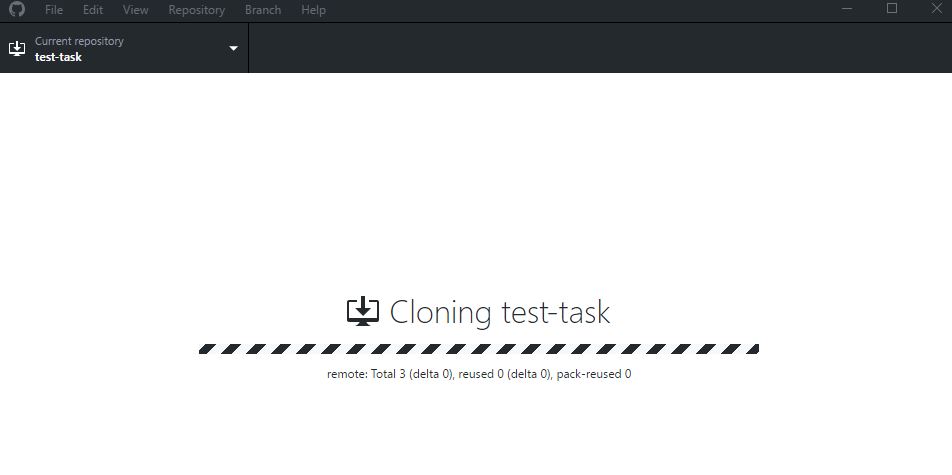 File Edit View Repository Branch Help
Current repository
test-task
Cloning test-task
remote: Total 3 (delta 0), reused 0 (delta 0), pack-reused 0